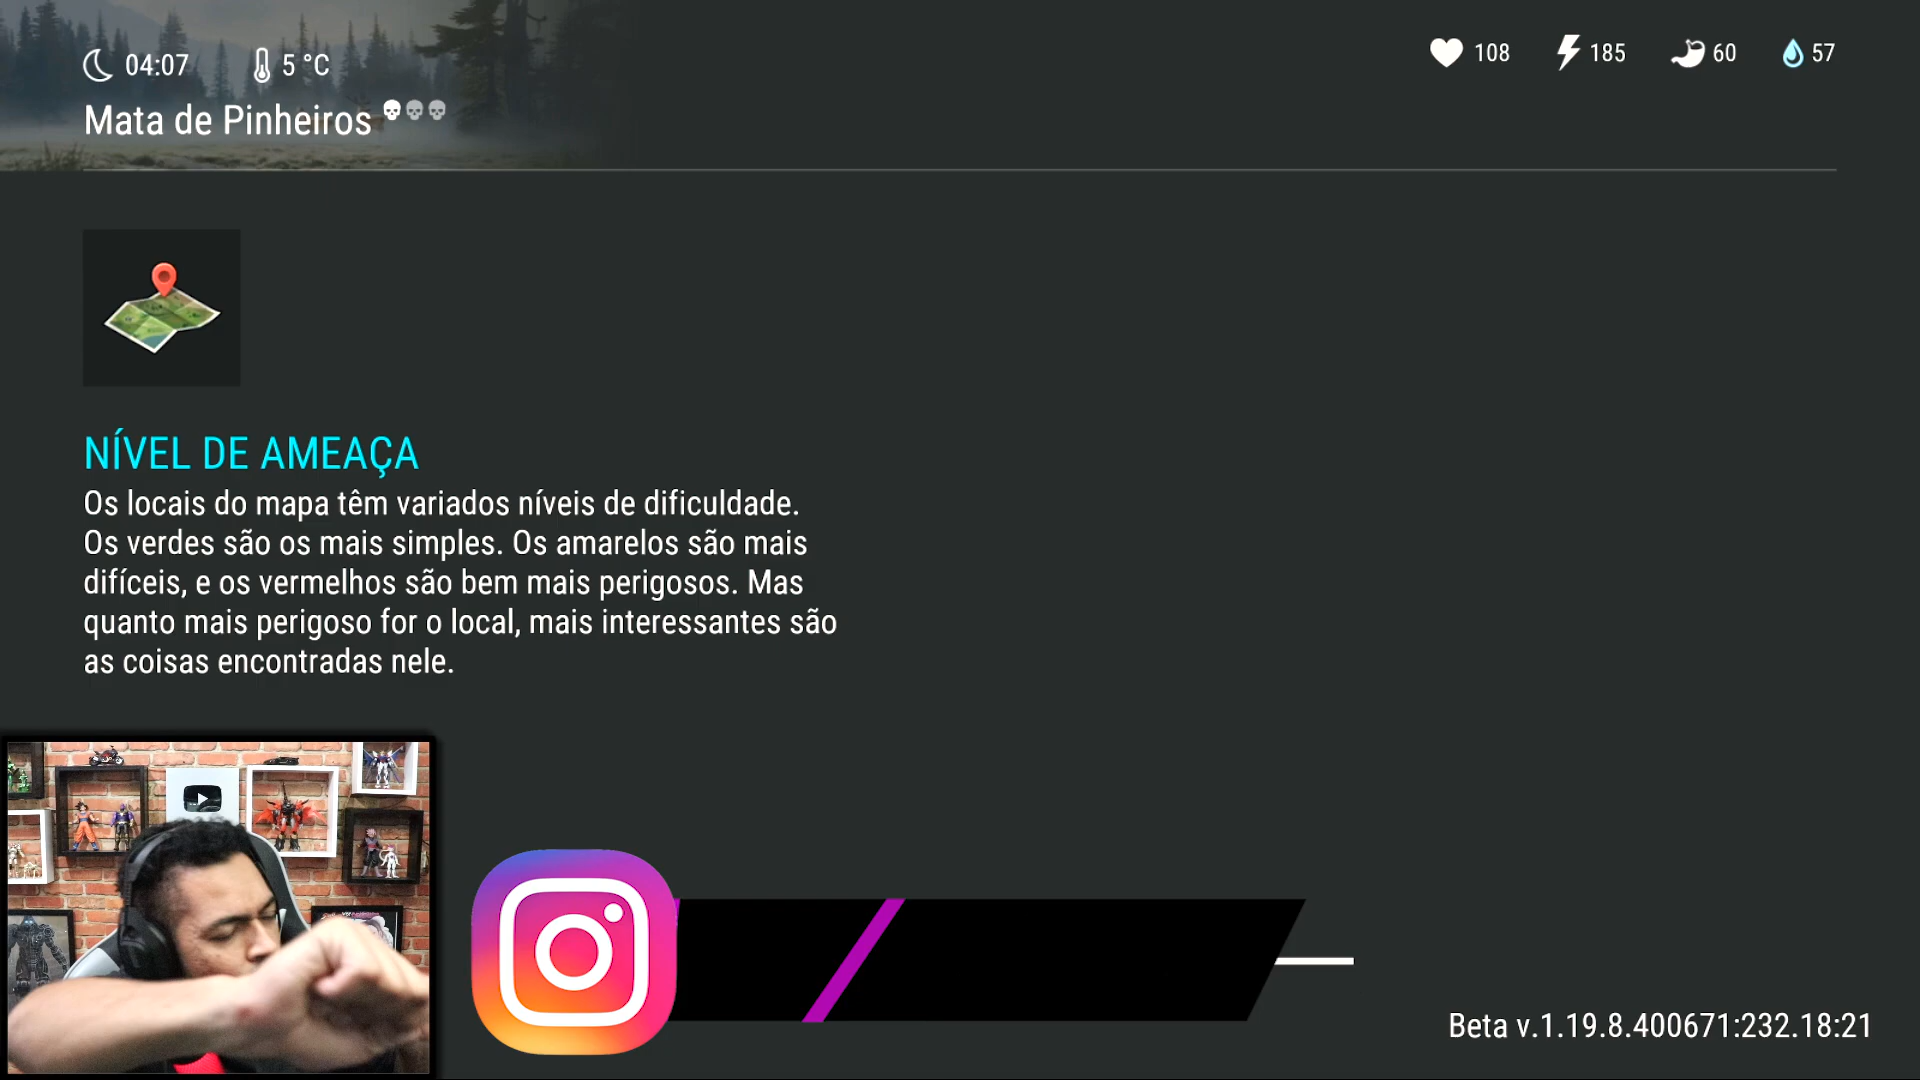 04:07
5 °C
108
185
60
57
Mata de Pinheiros
NÍVEL DE AMEAÇA
Os locais do mapa têm variados níveis de dificuldade.
Os verdes são os mais simples. Os amarelos são mais
difíceis, e os vermelhos são bem mais perigosos. Mas
quanto mais perigoso for o local, mais interessantes são
as coisas encontradas nele.
Beta v.1.19.8.400671:232.18:21